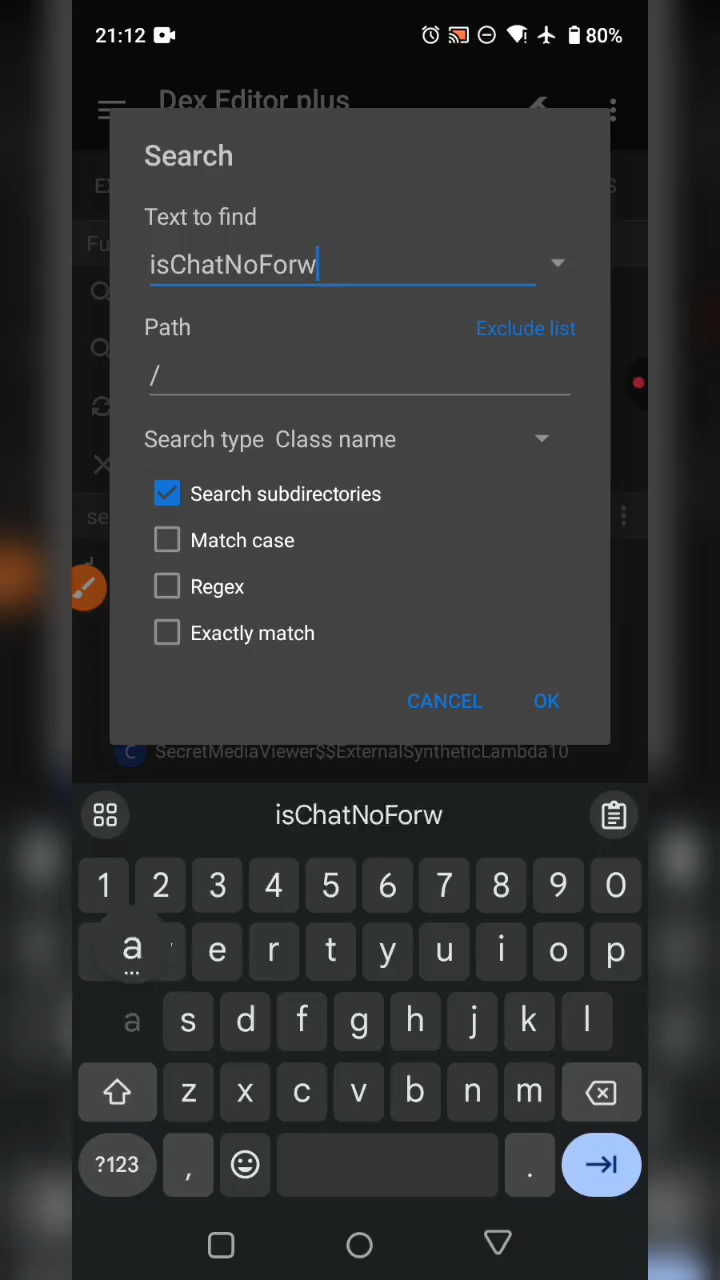 21:12
80%
Dex Editor plus
Search
Text to find
isChatNoForw
Path
Exclude list
/
Search type Class name
Search subdirectories
Match case
Regex
Exactly match
CANCEL
OK
SecretMediaViewer$$ExternalSyntheticLambda10
isChatNoForw
1 2 3 4 5 6 7 8 9 0
a e r t y u i o p
a s d f g h j k l
z x c v b n m
?123 , .